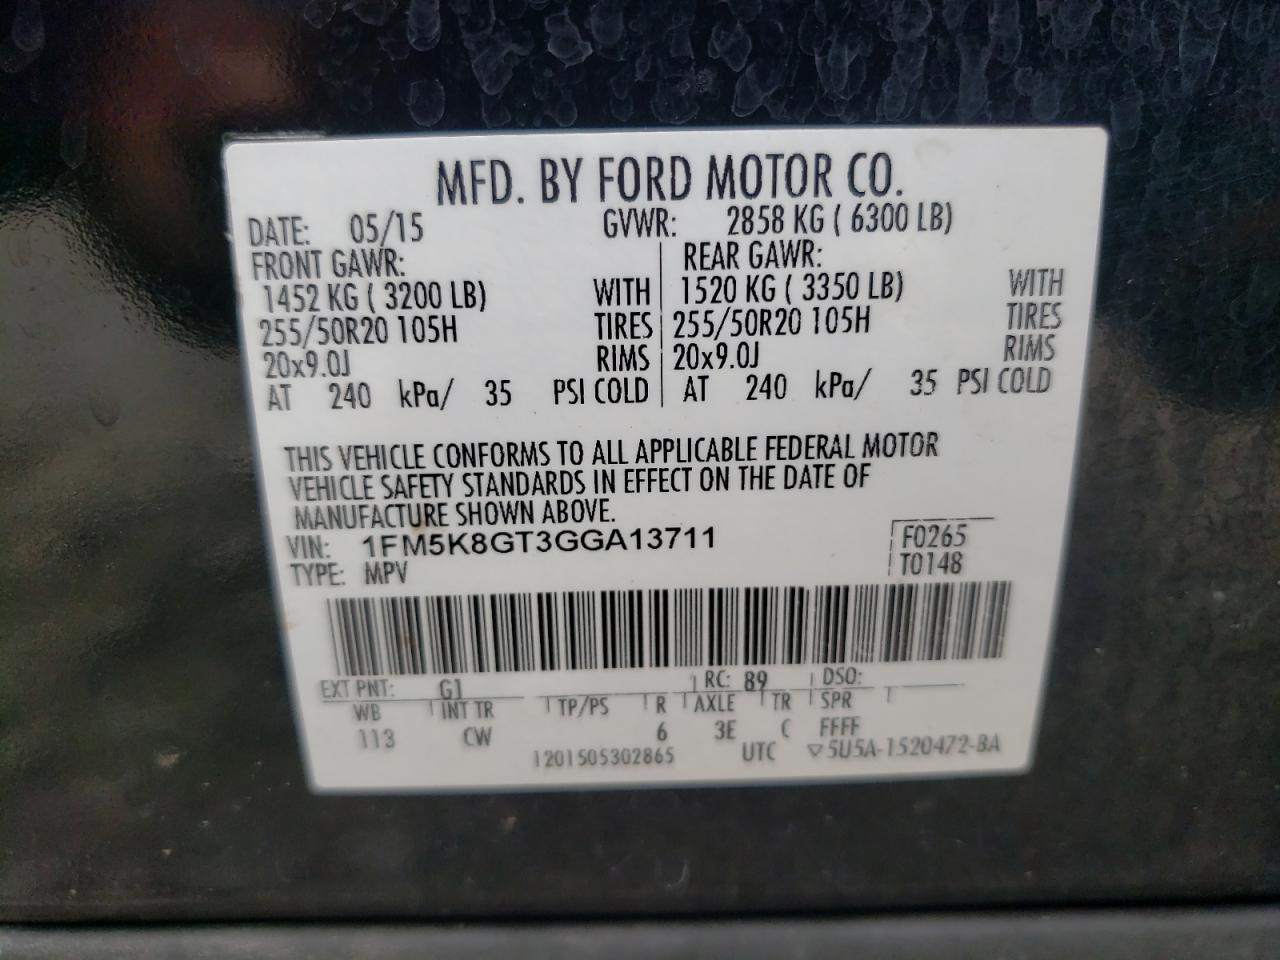 MFD. BY FORD MOTOR CO.
DATE: 05/15 GVWR: 2858 KG ( 6300 LB)
FRONT GAWR: REAR GAWR:
1452 KG ( 3200 LB) WITH 1520 KG ( 3350 LB) WITH
255/50R20 105H TIRES 255/50R20 105H TIRES
20x9.0J RIMS 20x9.0J RIMS
AT 240 kPa/ 35 PSI COLD AT 240 kPa/ 35 PSI COLD
THIS VEHICLE CONFORMS TO ALL APPLICABLE FEDERAL MOTOR
VEHICLE SAFETY STANDARDS IN EFFECT ON THE DATE OF
MANUFACTURE SHOWN ABOVE.
VIN: 1FM5K8GT3GGA13711 F0265
TYPE: MPV T0148
EXT PNT: G1 RC: 89 DSO:
WB INT TR TP/PS R AXLE TR SPR
113 CW 6 3E C FFFF
1201505302865 UTC ▽5U5A-1520472-BA